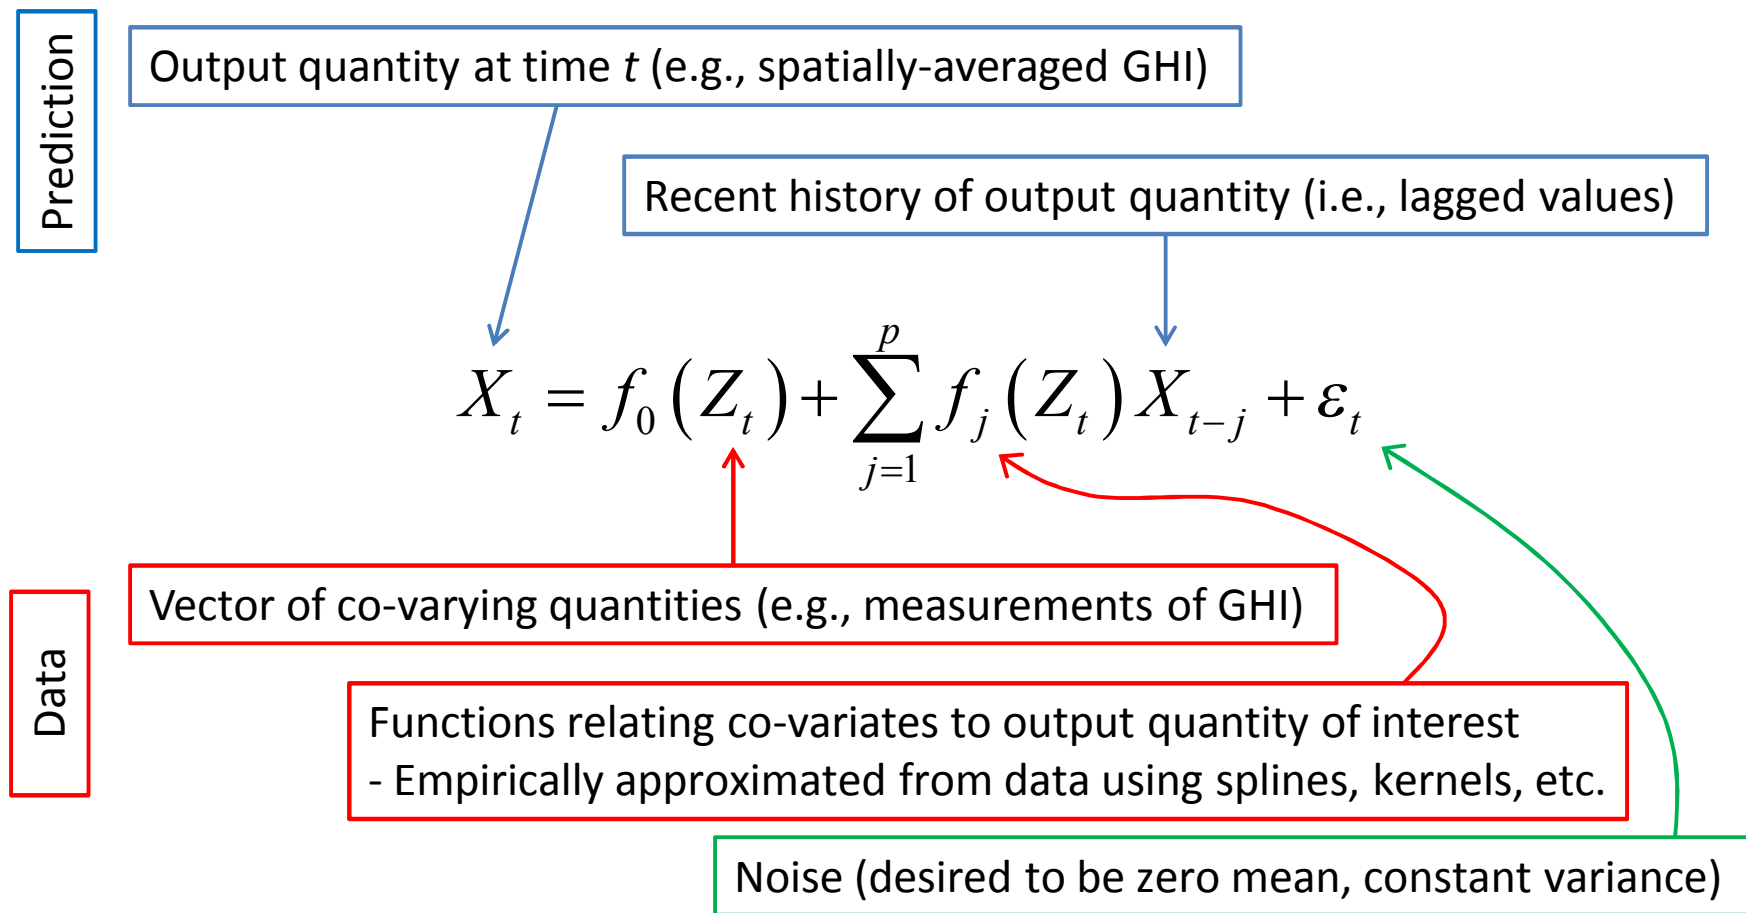 Prediction
Output quantity at time t (e.g., spatially-averaged GHI)
Recent history of output quantity (i.e., lagged values)
X_t = f_0(Z_t) + \sum_{j=1}^{p} f_j(Z_t) X_{t-j} + ε_t
Data
Vector of co-varying quantities (e.g., measurements of GHI)
Functions relating co-variates to output quantity of interest
- Empirically approximated from data using splines, kernels, etc.
Noise (desired to be zero mean, constant variance)